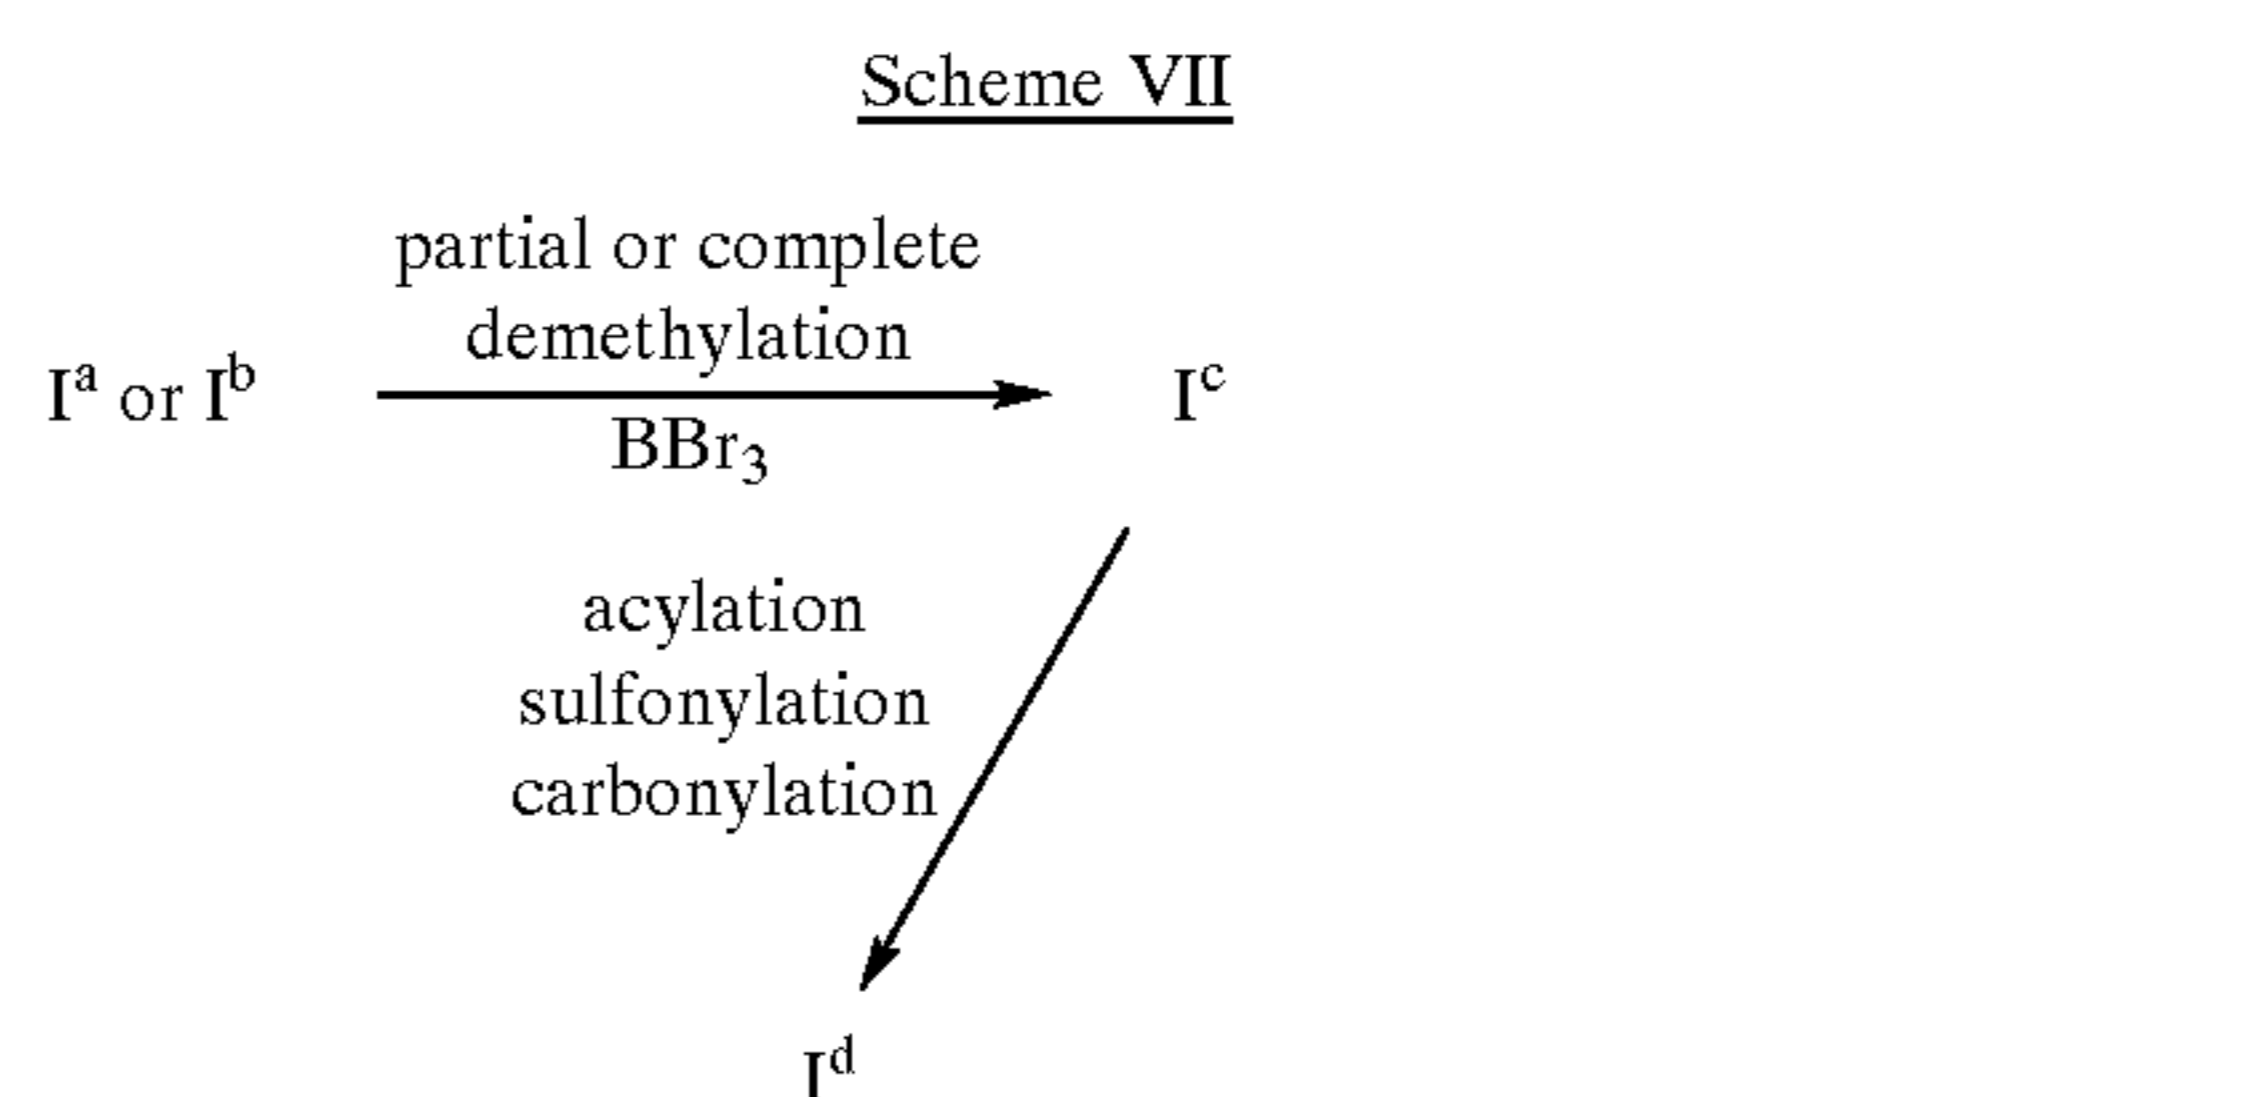 Scheme VII
partial or complete
demethylation
Iᵃ or Iᵇ
Iᶜ
BBr₃
acylation
sulfonylation
carbonylation
Iᵈ